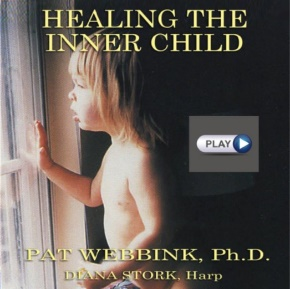 HEALING THE
INNER CHILD
PLAY
PAT WEBBINK, Ph.D.
DIANA STORK, Harp